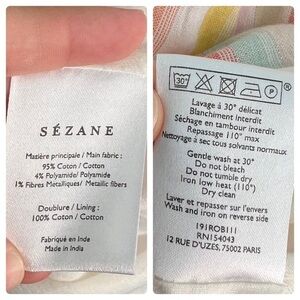 SÉZANE
Matière principale / Main fabric :
95% Coton / Cotton
4% Polyamide/ Polyamide
1% Fibres Metalliques/ Metallic fibers
Doublure / Lining :
100% Coton / Cotton
Fabriqué en Inde
Made in India
30°
P
Lavage à 30° délicat
Blanchiment interdit
Séchage en tambour interdit
Repassage 110° max
Nettoyage à sec tous solvants normaux
Gentle wash at 30°
Do not bleach
Do not tumble dry
Iron low heat (110°)
Dry clean
Laver et repasser sur l'envers
Wash and iron on reverse side
191ROB111
RN154043
12 RUE D'UZES, 75002 PARIS